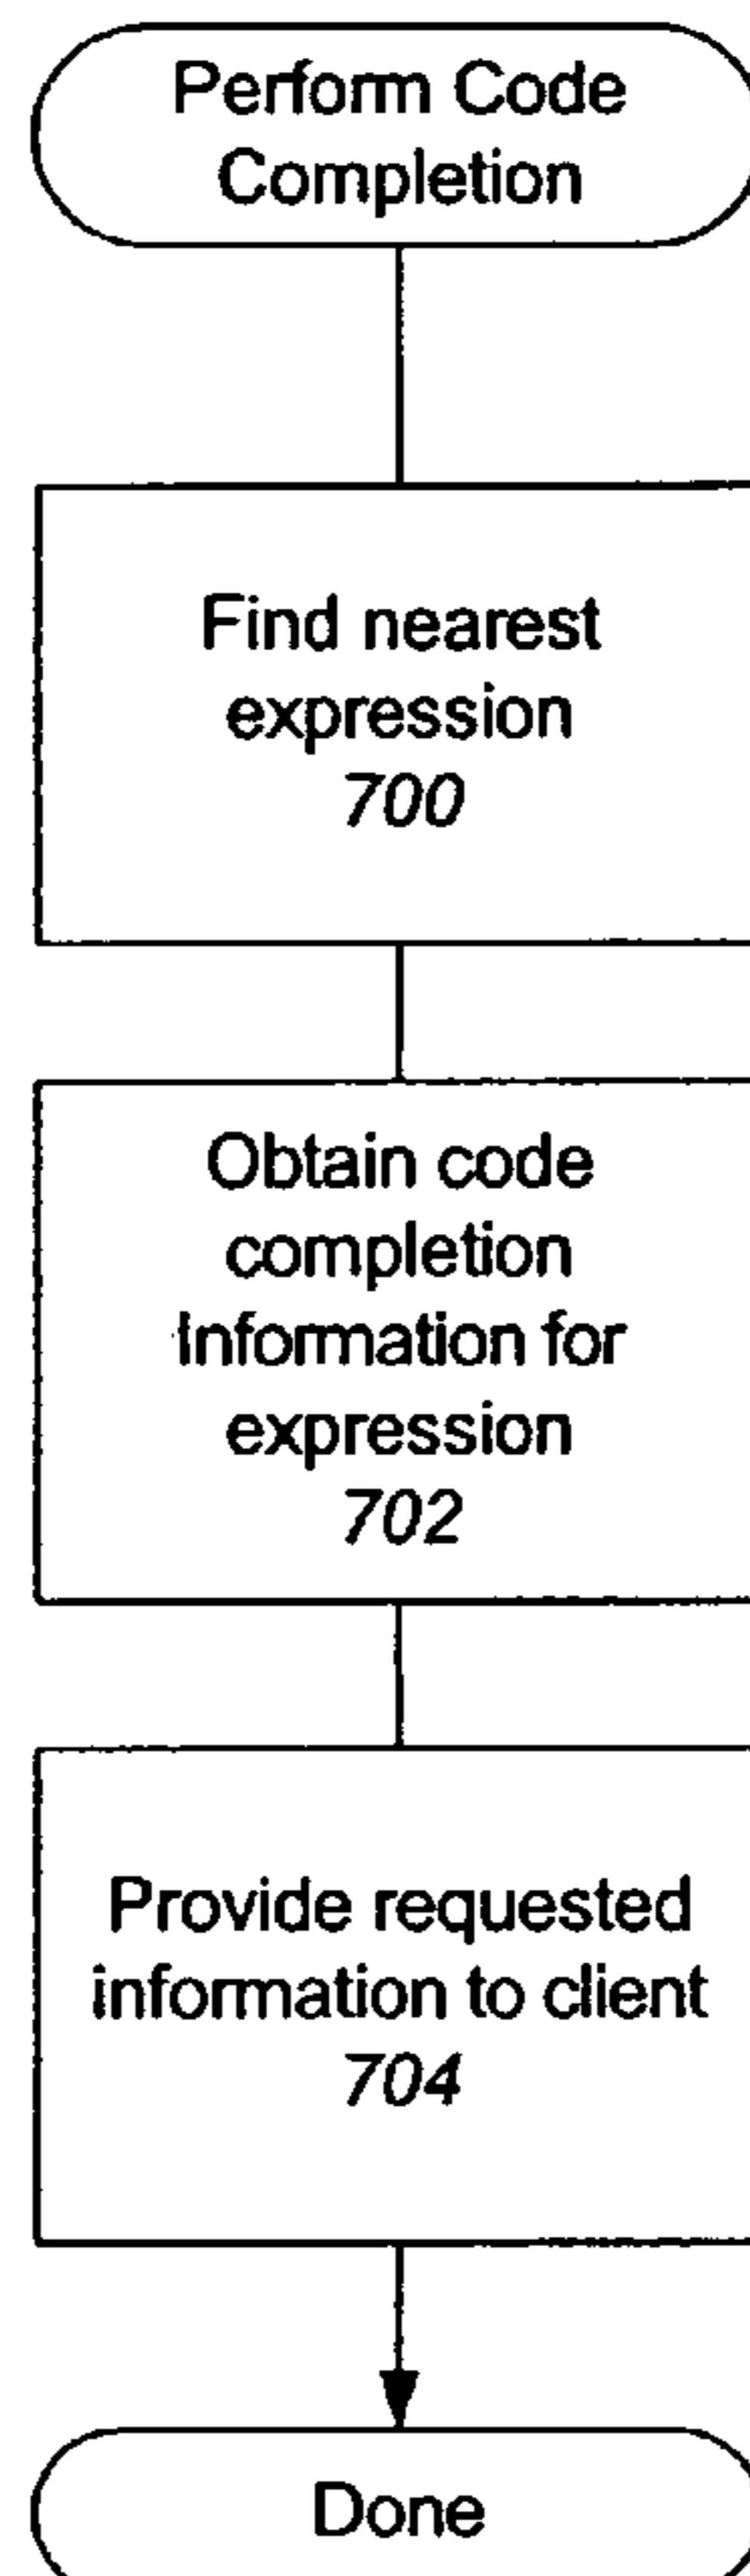 Perform Code
Completion
Find nearest
expression
700
Obtain code
completion
Information for
expression
702
Provide requested
information to client
704
Done